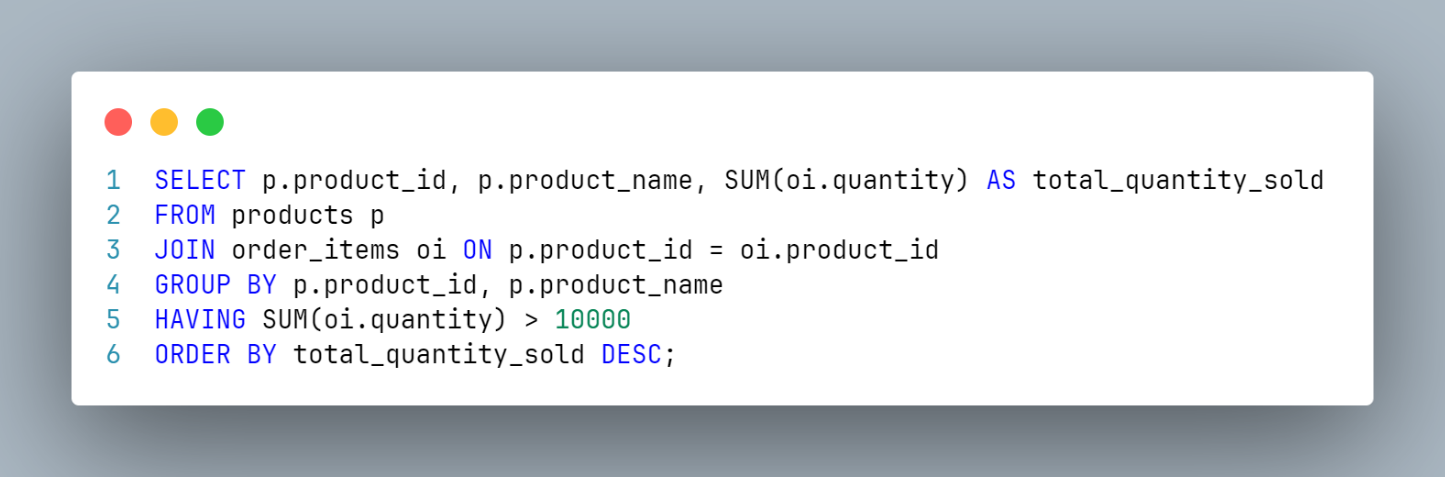 1 SELECT p.product_id, p.product_name, SUM(oi.quantity) AS total_quantity_sold
2 FROM products p
3 JOIN order_items oi ON p.product_id = oi.product_id
4 GROUP BY p.product_id, p.product_name
5 HAVING SUM(oi.quantity) > 10000
6 ORDER BY total_quantity_sold DESC;